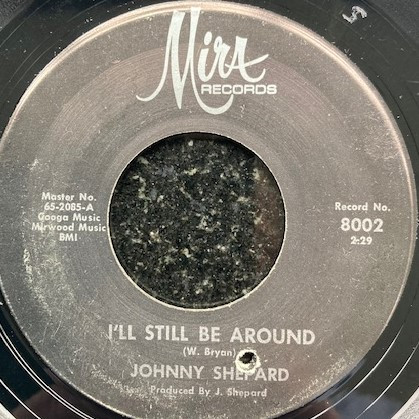 Mira
RECORDS
Master No.
65-2085-A
Googa Music
Mirwood Music
BMI
Record No.
8002
2:29
I'LL STILL BE AROUND
(W. Bryan)
JOHNNY SHEPARD
Produced By J. Shepard